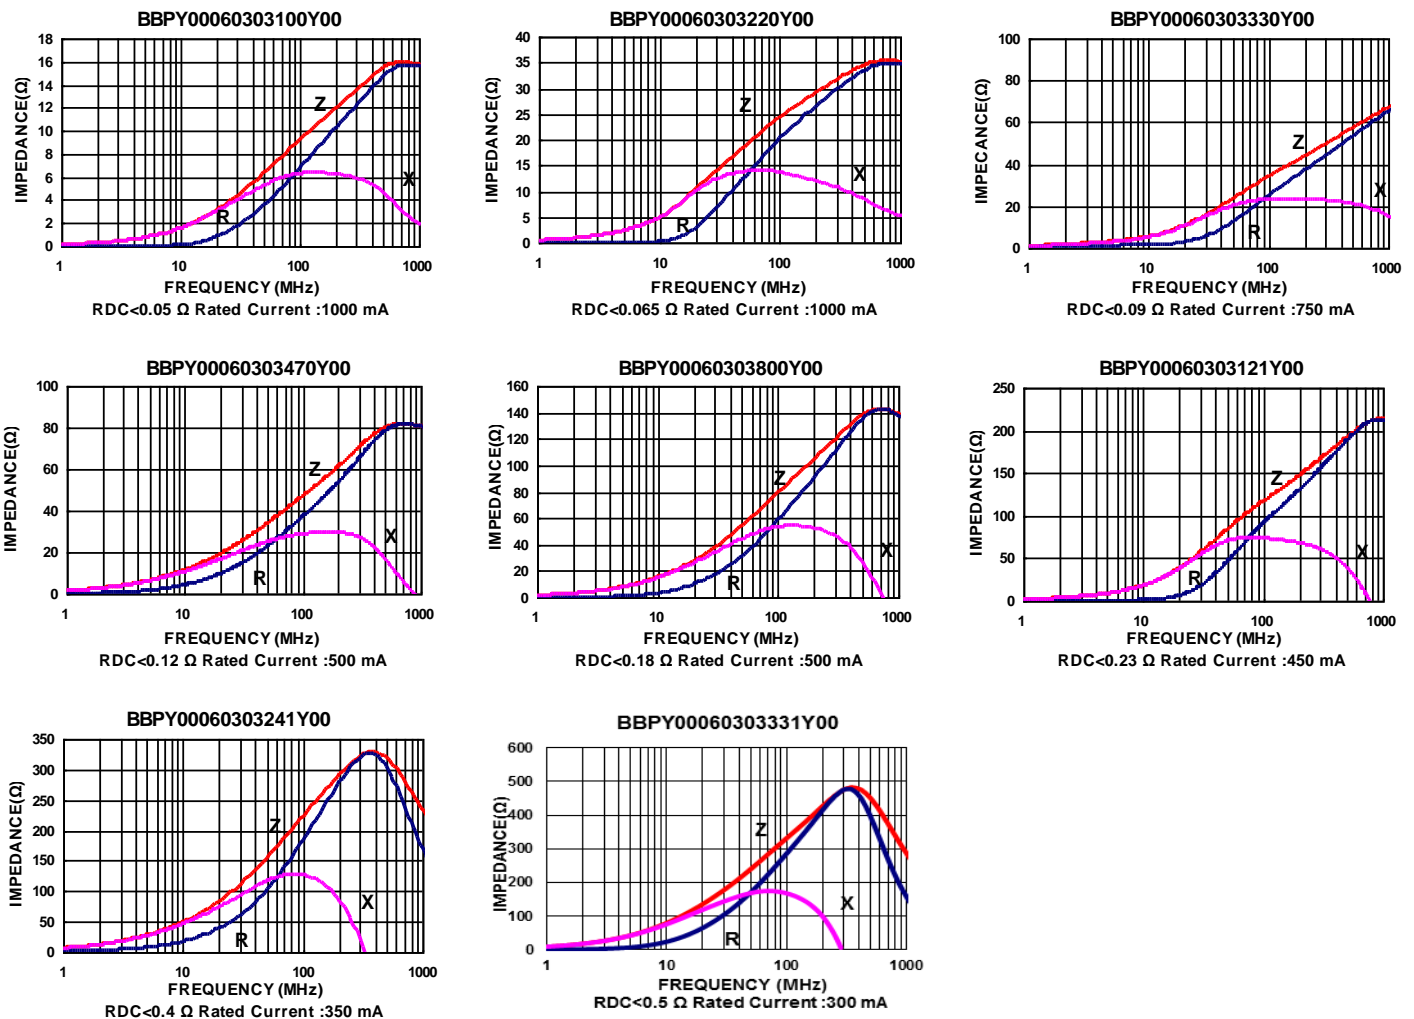 BBPY00060303100Y00
IMPEDANCE(Ω)
18
16
14
12
10
8
6
4
2
0
Z
X
R
1 10 100 1000
FREQUENCY (MHz)
RDC<0.05 Ω Rated Current :1000 mA
BBPY00060303220Y00
IMPEDANCE(Ω)
40
35
30
25
20
15
10
5
0
Z
X
R
1 10 100 1000
FREQUENCY (MHz)
RDC<0.065 Ω Rated Current :1000 mA
BBPY00060303330Y00
IMPECANCE(Ω)
100
80
60
40
20
0
Z
X
R
1 10 100 1000
FREQUENCY (MHz)
RDC<0.09 Ω Rated Current :750 mA
BBPY00060303470Y00
IMPEDANCE(Ω)
100
80
60
40
20
0
Z
X
R
1 10 100 1000
FREQUENCY (MHz)
RDC<0.12 Ω Rated Current :500 mA
BBPY00060303800Y00
IMPEDANCE(Ω)
160
140
120
100
80
60
40
20
0
Z
X
R
1 10 100 1000
FREQUENCY (MHz)
RDC<0.18 Ω Rated Current :500 mA
BBPY00060303121Y00
IMPEDANCE(Ω)
250
200
150
100
50
0
Z
X
R
1 10 100 1000
FREQUENCY (MHz)
RDC<0.23 Ω Rated Current :450 mA
BBPY00060303241Y00
IMPEDANCE(Ω)
350
300
250
200
150
100
50
0
Z
X
R
1 10 100 1000
FREQUENCY (MHz)
RDC<0.4 Ω Rated Current :350 mA
BBPY00060303331Y00
IMPEDANCE(Ω)
600
500
400
300
200
100
0
Z
X
R
1 10 100 1000
FREQUENCY (MHz)
RDC<0.5 Ω Rated Current :300 mA